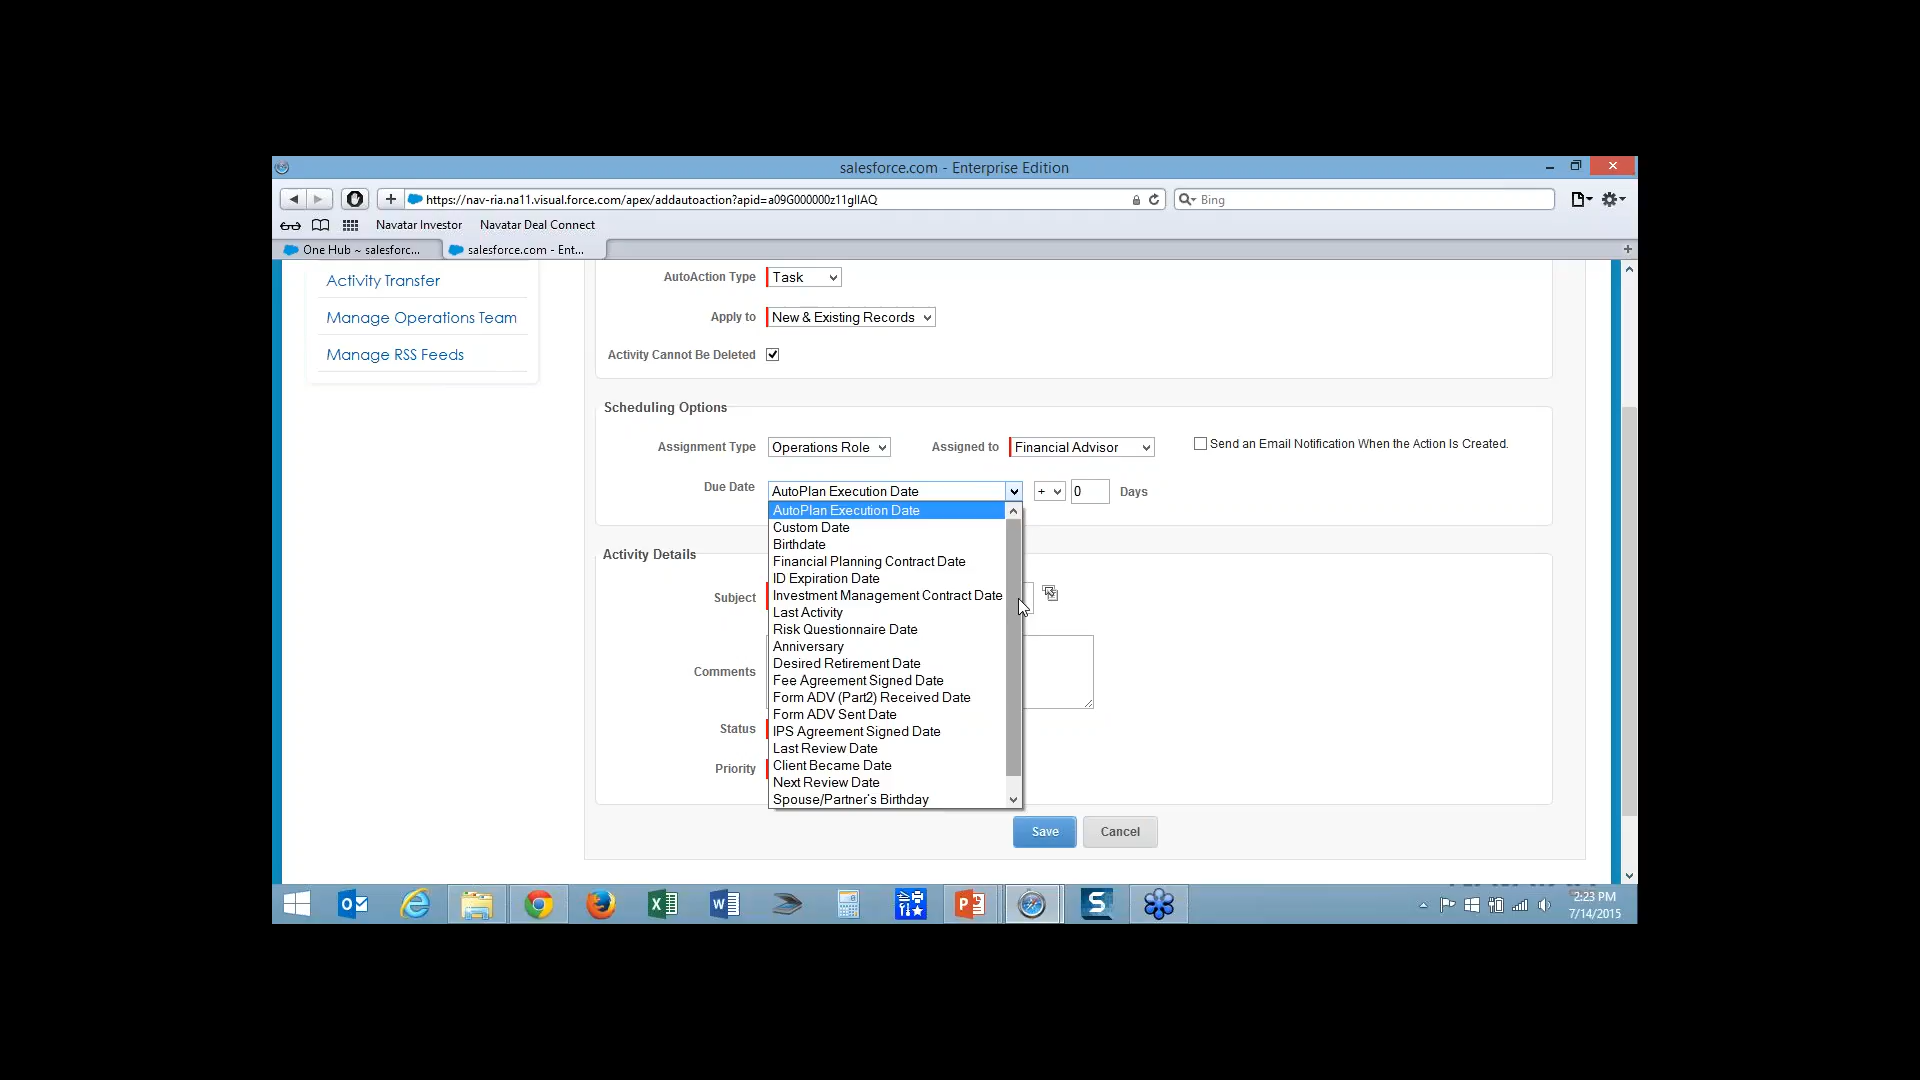 salesforce.com - Enterprise Edition
https://nav-ria.na11.visual.force.com/apex/addautoaction?apid=a09G000000z11glIAQ
Bing
Navatar Investor
Navatar Deal Connect
One Hub ~ salesforc...
salesforce.com - Ent...
Activity Transfer
Manage Operations Team
Manage RSS Feeds
AutoAction Type
Task
Apply to
New & Existing Records
Activity Cannot Be Deleted
Scheduling Options
Assignment Type
Operations Role
Assigned to
Financial Advisor
Send an Email Notification When the Action Is Created.
Due Date
AutoPlan Execution Date
+
0
Days
AutoPlan Execution Date
Custom Date
Birthdate
Financial Planning Contract Date
ID Expiration Date
Investment Management Contract Date
Last Activity
Risk Questionnaire Date
Anniversary
Desired Retirement Date
Fee Agreement Signed Date
Form ADV (Part2) Received Date
Form ADV Sent Date
IPS Agreement Signed Date
Last Review Date
Client Became Date
Next Review Date
Spouse/Partner's Birthday
Activity Details
Subject
Comments
Status
Priority
Save
Cancel
2:23 PM
7/14/2015